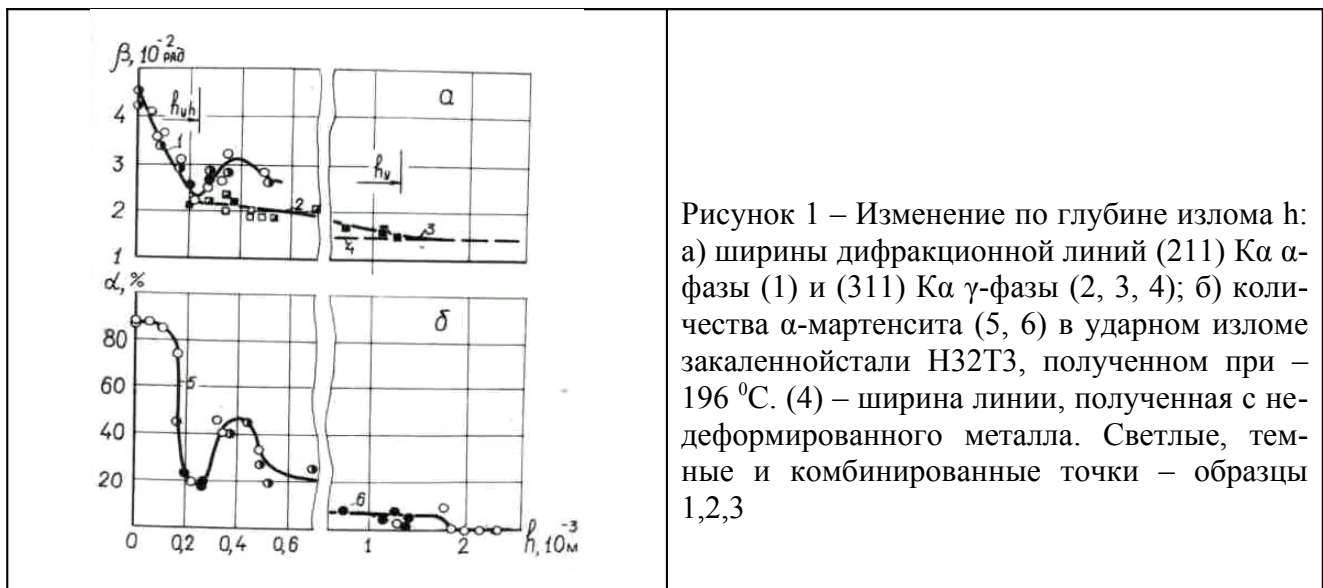 β, 10⁻² рад
а
4
h_yh
1
3
h_y
2
2
3
4
1
α, %
б
80
60
5
40
20
6
0
0 0,2 0,4 0,6 1 2
h, 10⁻³ м
Рисунок 1 – Изменение по глубине излома h:
а) ширины дифракционной линий (211) Kα α-
фазы (1) и (311) Kα γ-фазы (2, 3, 4); б) коли-
чества α-мартенсита (5, 6) в ударном изломе
закаленнойстали Н32Т3, полученном при –
196 ⁰С. (4) – ширина линии, полученная с не-
деформированного металла. Светлые, тем-
ные и комбинированные точки – образцы
1,2,3